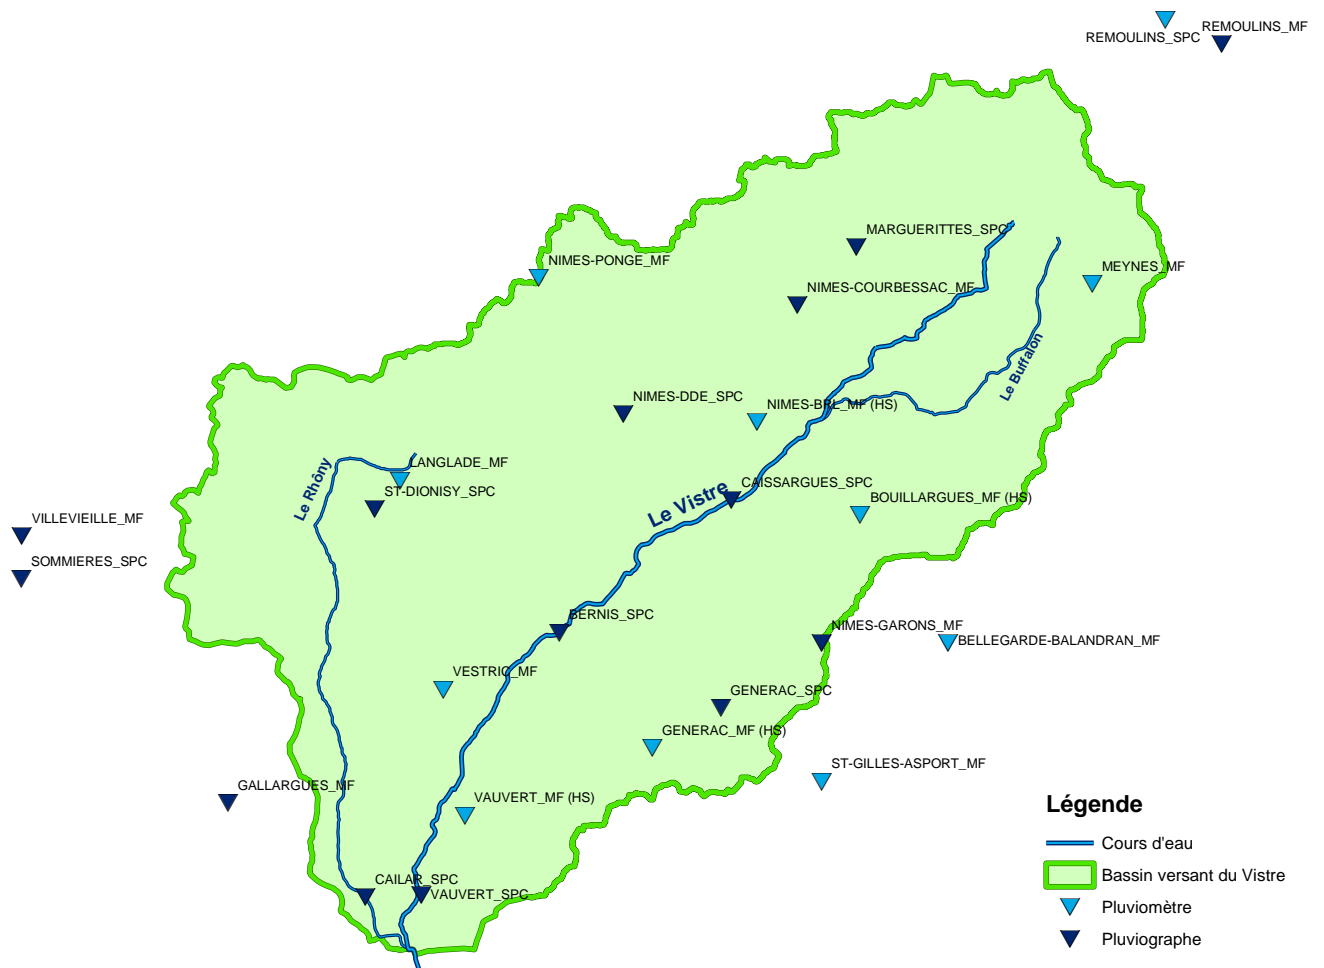 REMOULINS_MF
REMOULINS_SPC
MARGUERITTES_SPC
NIMES-PONGE_MF
MEYNES_MF
NIMES-COURBESSAC_MF
Le Buffalon
NIMES-DDE_SPC
NIMES-BRL_MF (HS)
LANGLADE_MF
Le Rhôny
ST-DIONISY_SPC
CAISSARGUES_SPC
Le Vistre
BOUILLARGUES_MF (HS)
VILLEVIEILLE_MF
SOMMIERES_SPC
BERNIS_SPC
NIMES-GARONS_MF
BELLEGARDE-BALANDRAN_MF
VESTRIC_MF
GENERAC_SPC
GENERAC_MF (HS)
ST-GILLES-ASPORT_MF
GALLARGUES_MF
VAUVERT_MF (HS)
CAILAR_SPC
VAUVERT_SPC
Légende
Cours d'eau
Bassin versant du Vistre
Pluviomètre
Pluviographe